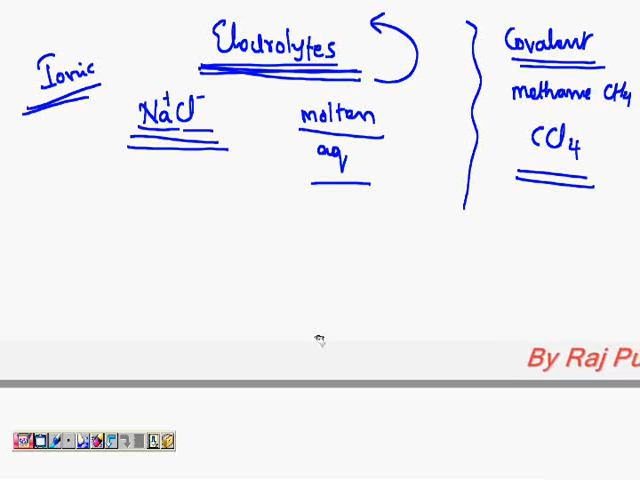 Electrolytes
Ionic
Na+ Cl-
molten
aq
Covalent
methane CH4
CCl4
By Raj Pu